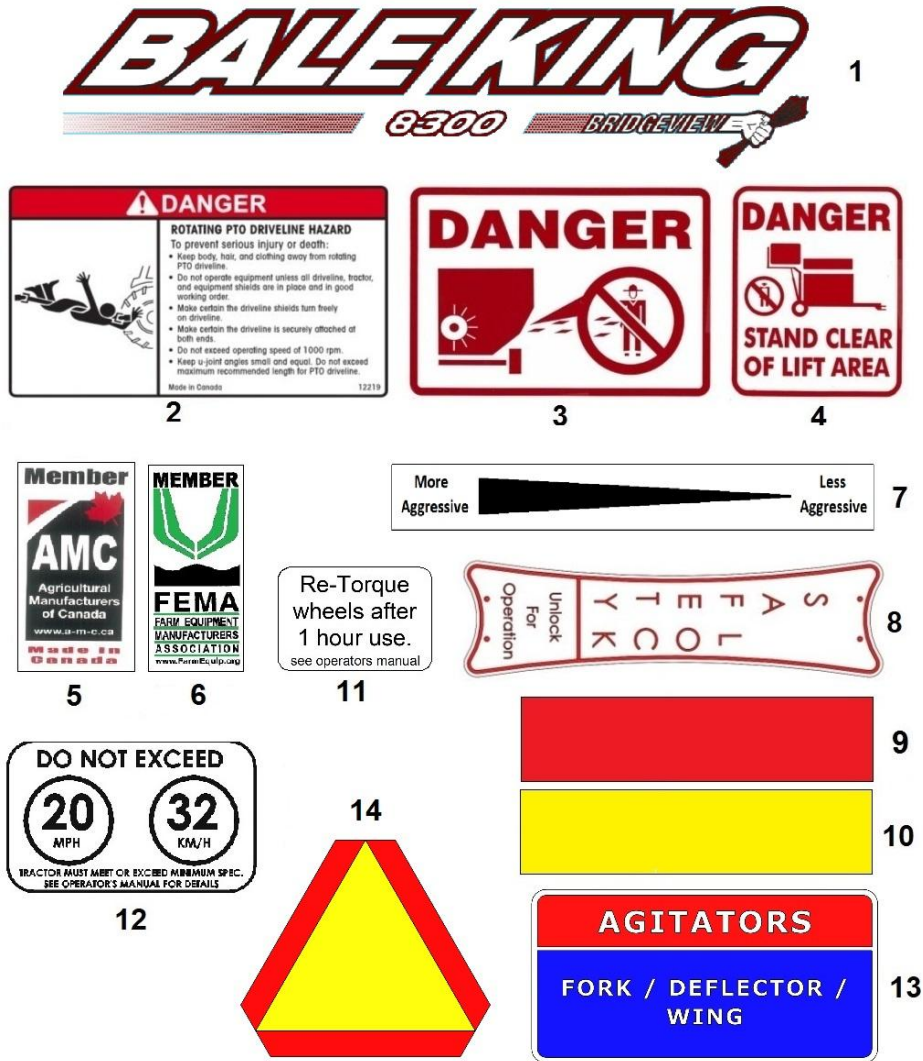 BALE KING
1
8300 BRIDGEVIEW
DANGER
ROTATING PTO DRIVELINE HAZARD
To prevent serious injury or death:
• Keep body, hair, and clothing away from rotating
PTO driveline.
• Do not operate equipment unless all driveline, tractor,
and equipment shields are in place and in good
working order.
• Make certain the driveline shields turn freely
on driveline.
• Make certain the driveline is securely attached at
both ends.
• Do not exceed operating speed of 1000 rpm.
• Keep u-joint angles small and equal. Do not exceed
maximum recommended length for PTO driveline.
Made in Canada 12219
2
DANGER
3
DANGER
STAND CLEAR
OF LIFT AREA
4
Member
AMC
Agricultural
Manufacturers
of Canada
www.a-m-c.ca
Made in
Canada
5
MEMBER
FEMA
FARM EQUIPMENT
MANUFACTURERS
ASSOCIATION
www.FarmEquip.org
6
More
Aggressive
Less
Aggressive
7
SAFETY
LOCK
Unlock
For
Operation
8
Re-Torque
wheels after
1 hour use.
see operators manual
11
9
10
DO NOT EXCEED
20
MPH
32
KM/H
TRACTOR MUST MEET OR EXCEED MINIMUM SPEC.
SEE OPERATOR'S MANUAL FOR DETAILS
12
14
AGITATORS
FORK / DEFLECTOR /
WING
13